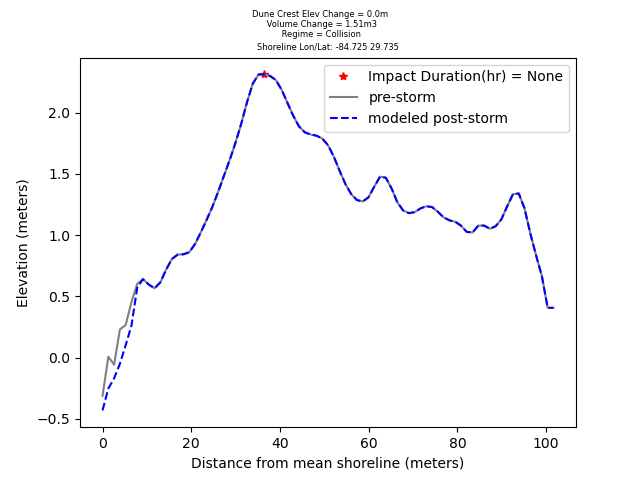 Dune Crest Elev Change = 0.0m
Volume Change = 1.51m3
Regime = Collision
Shoreline Lon/Lat: -84.725 29.735
Impact Duration(hr) = None
pre-storm
modeled post-storm
Elevation (meters)
2.0
1.5
1.0
0.5
0.0
−0.5
0 20 40 60 80 100
Distance from mean shoreline (meters)